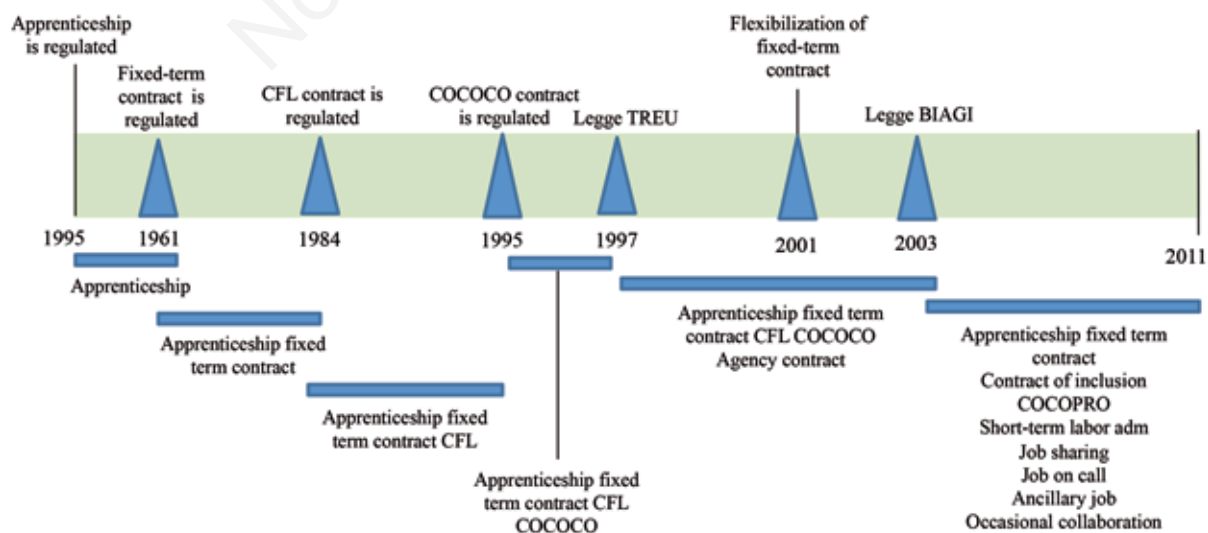 Apprenticeship
is regulated
Fixed-term
contract is
regulated
CFL contract is
regulated
COCOCO contract
is regulated
Legge TREU
Flexibilization of
fixed-term
contract
Legge BIAGI
1995
1961
1984
1995
1997
2001
2003
2011
Apprenticeship
Apprenticeship fixed
term contract
Apprenticeship fixed
term contract CFL
Apprenticeship fixed
term contract CFL
COCOCO
Apprenticeship fixed term
contract CFL COCOCO
Agency contract
Apprenticeship fixed term
contract
Contract of inclusion
COCOPRO
Short-term labor adm
Job sharing
Job on call
Ancillary job
Occasional collaboration